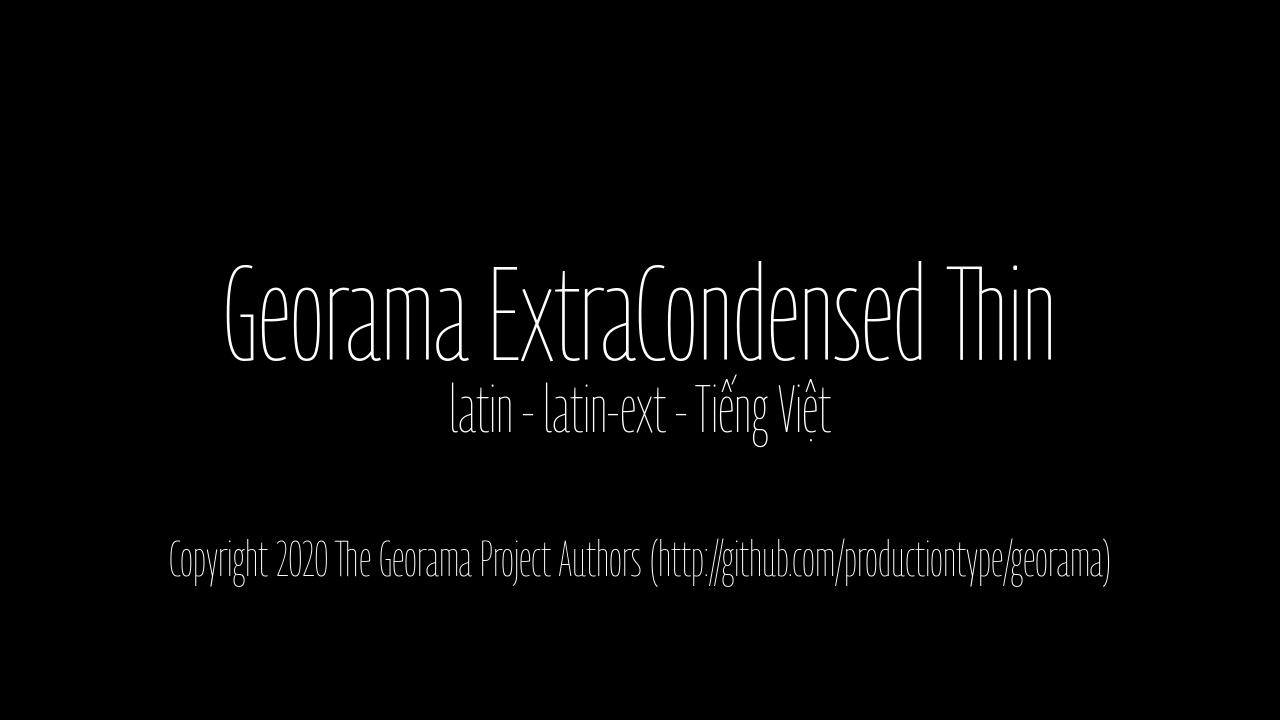 Georama ExtraCondensed Thin
latin - latin-ext - Tiếng Việt
Copyright 2020 The Georama Project Authors (http://github.com/productiontype/georama)